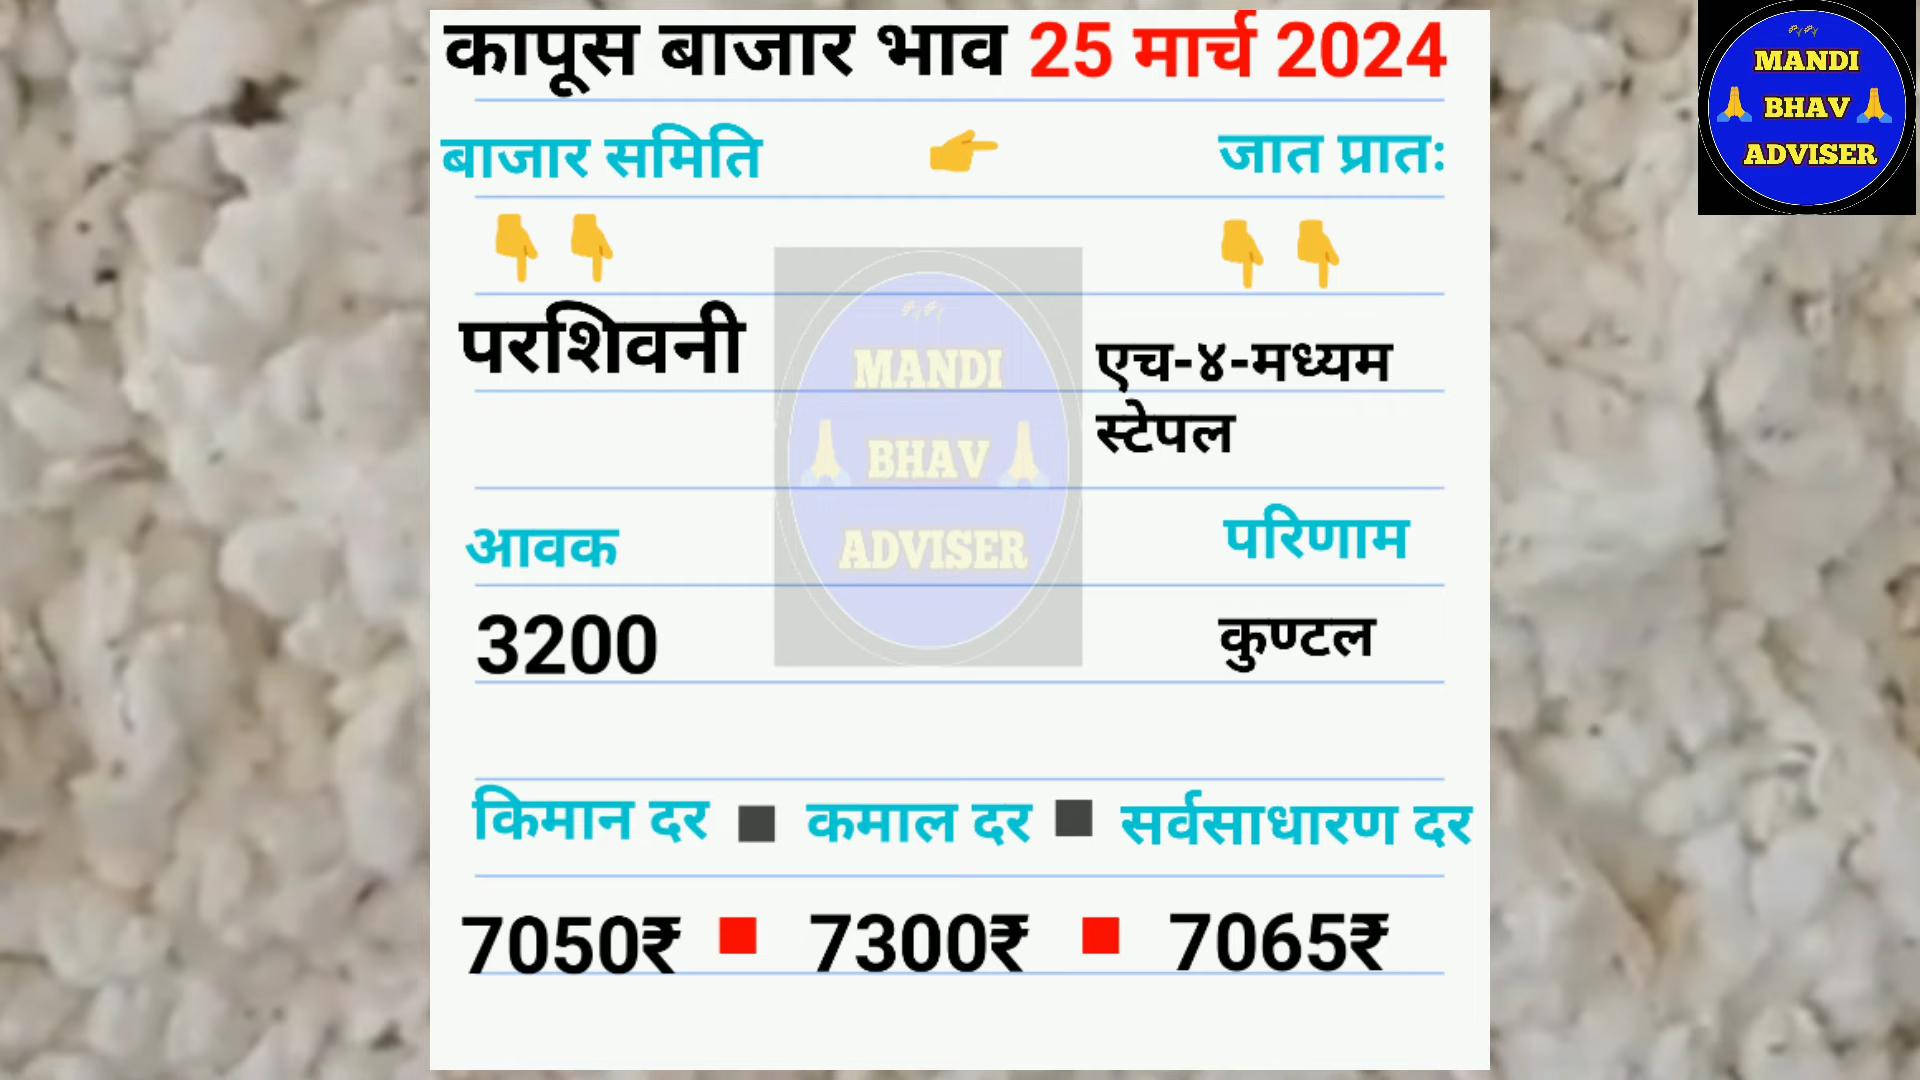 कापूस बाजार भाव 25 मार्च 2024
बाजार समिति 👉 जात प्रातः
👇 👇 👇 👇
परशिवनी
एच-४-मध्यम
स्टेपल
आवक परिणाम
3200 कुण्टल
किमान दर ◼ कमाल दर ◼ सर्वसाधारण दर
7050₹ 🟥 7300₹ 🟥 7065₹
MANDI
BHAV
ADVISER
MANDI
BHAV
ADVISER